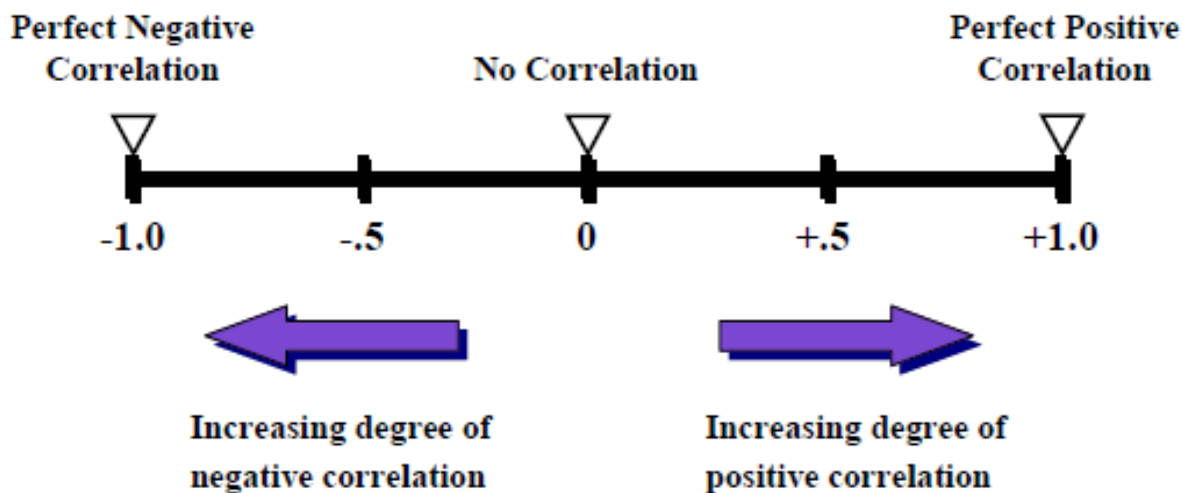 Perfect Negative
Correlation
No Correlation
Perfect Positive
Correlation
-1.0
-.5
0
+.5
+1.0
Increasing degree of
negative correlation
Increasing degree of
positive correlation